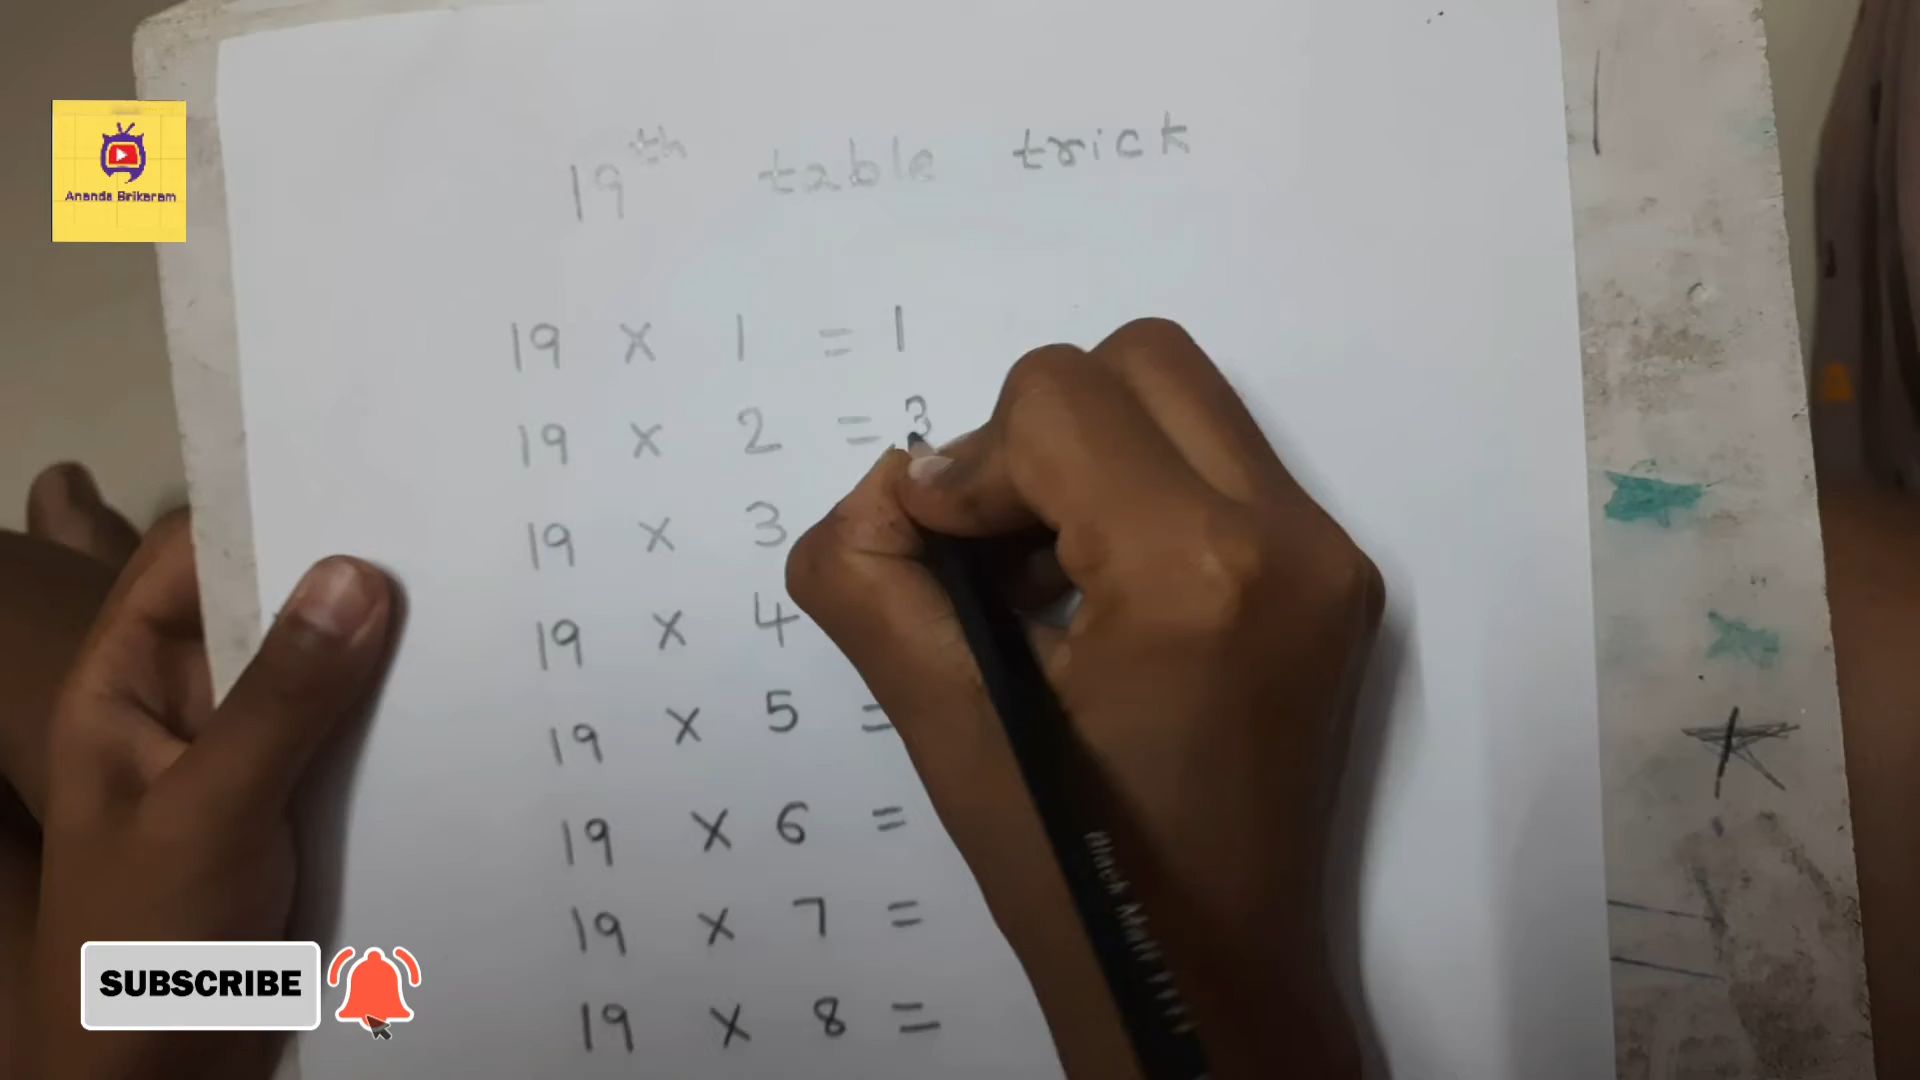 Ananda Brikaram
19th table trick
19 x 1 = 1
19 x 2 = 3
19 x 3
19 x 4
19 x 5 =
19 x 6 =
19 x 7 =
19 x 8 =
SUBSCRIBE